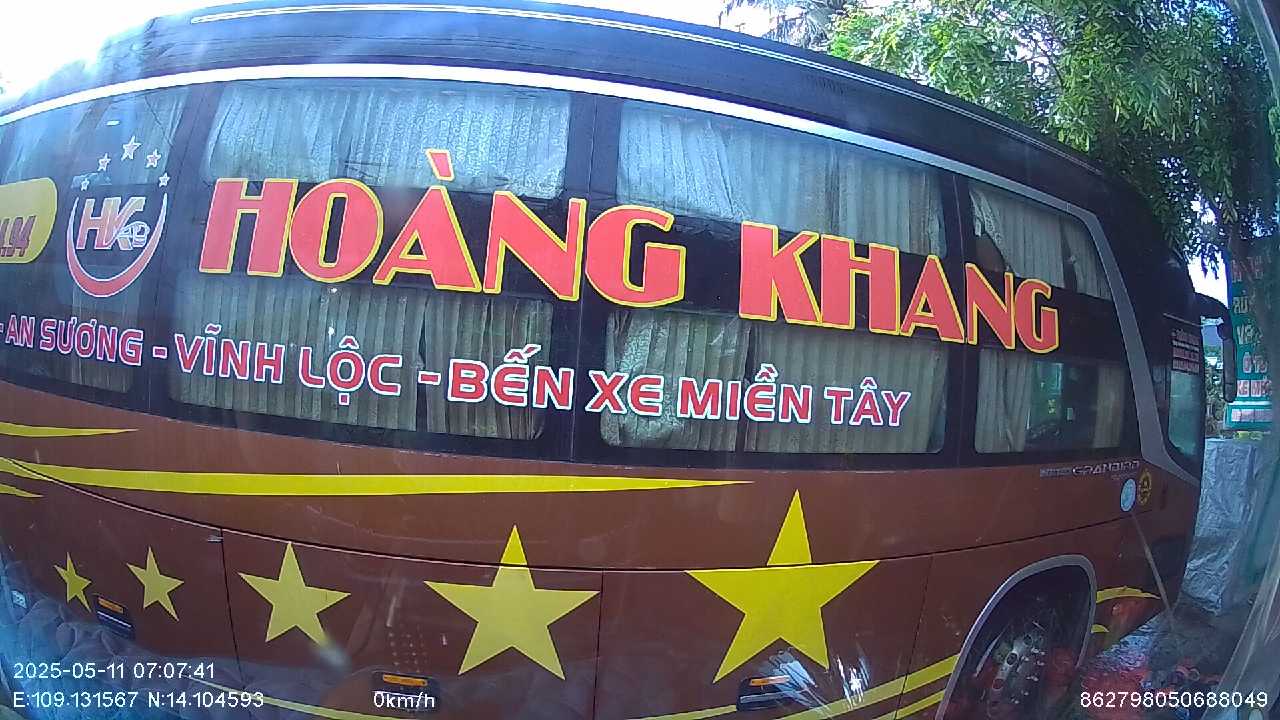 HK
HOÀNG KHANG
- AN SƯƠNG - VĨNH LỘC - BẾN XE MIỀN TÂY
GRANBIRD
2025-05-11 07:07:41
E:109.131567 N:14.104593
0km/h
862798050688049